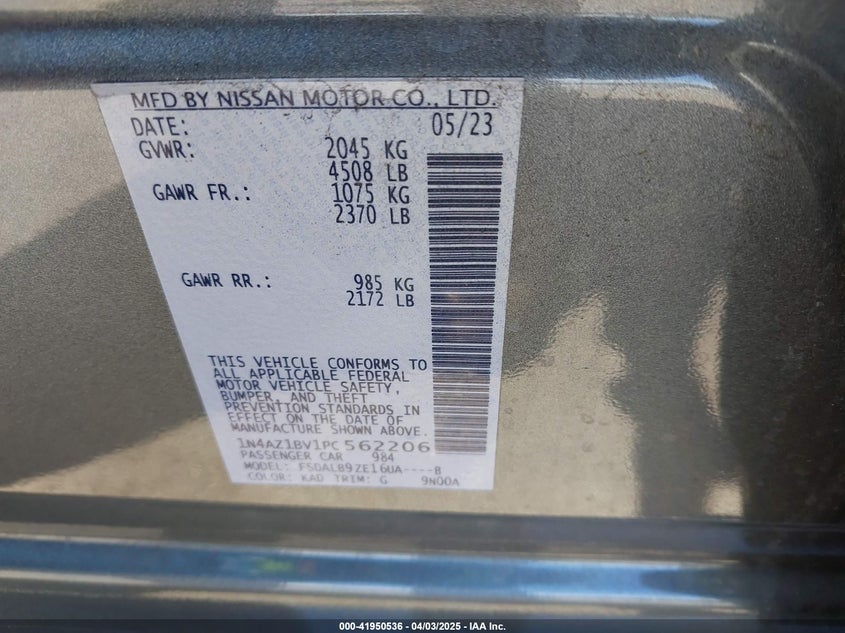 MFD BY NISSAN MOTOR CO., LTD.
DATE: 05/23
GVWR: 2045 KG
4508 LB
GAWR FR.: 1075 KG
2370 LB
GAWR RR.: 985 KG
2172 LB
THIS VEHICLE CONFORMS TO
ALL APPLICABLE FEDERAL
MOTOR VEHICLE SAFETY,
BUMPER, AND THEFT
PREVENTION STANDARDS IN
EFFECT ON THE DATE OF
MANUFACTURE SHOWN ABOVE.
1N4AZ1BV1PC562206
PASSENGER CAR 984
MODEL: FSDALB9ZE16UA----B
COLOR: KAD TRIM: G 9N00A
000-41950536 - 04/03/2025 - IAA Inc.